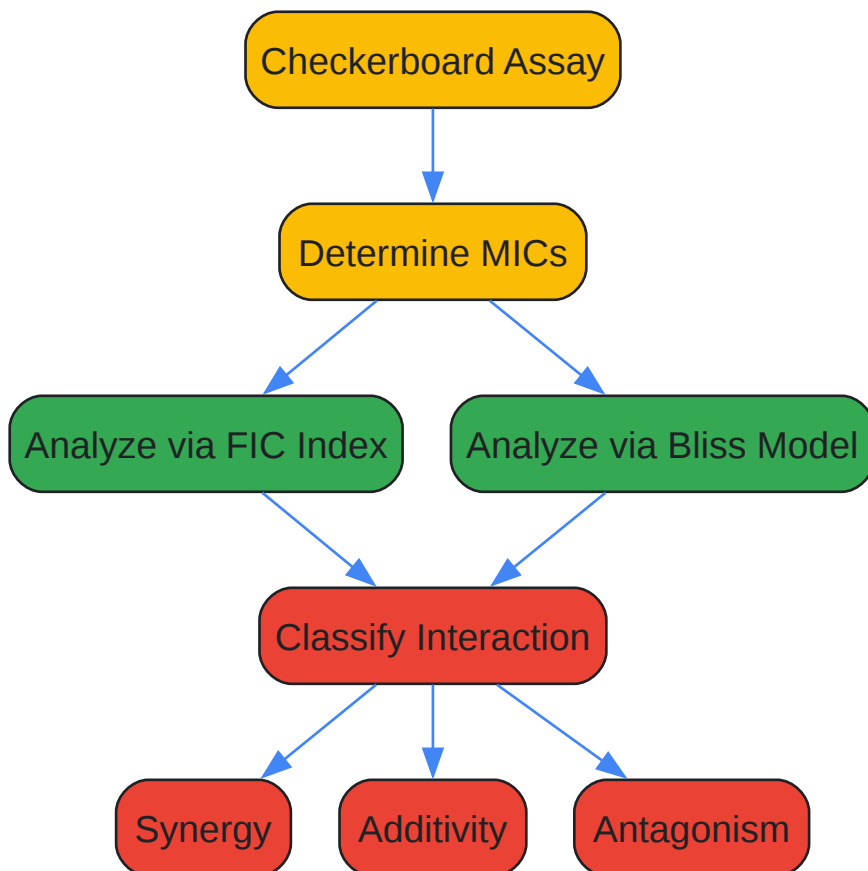 Checkerboard Assay
Determine MICs
Analyze via FIC Index
Analyze via Bliss Model
Classify Interaction
Synergy
Additivity
Antagonism